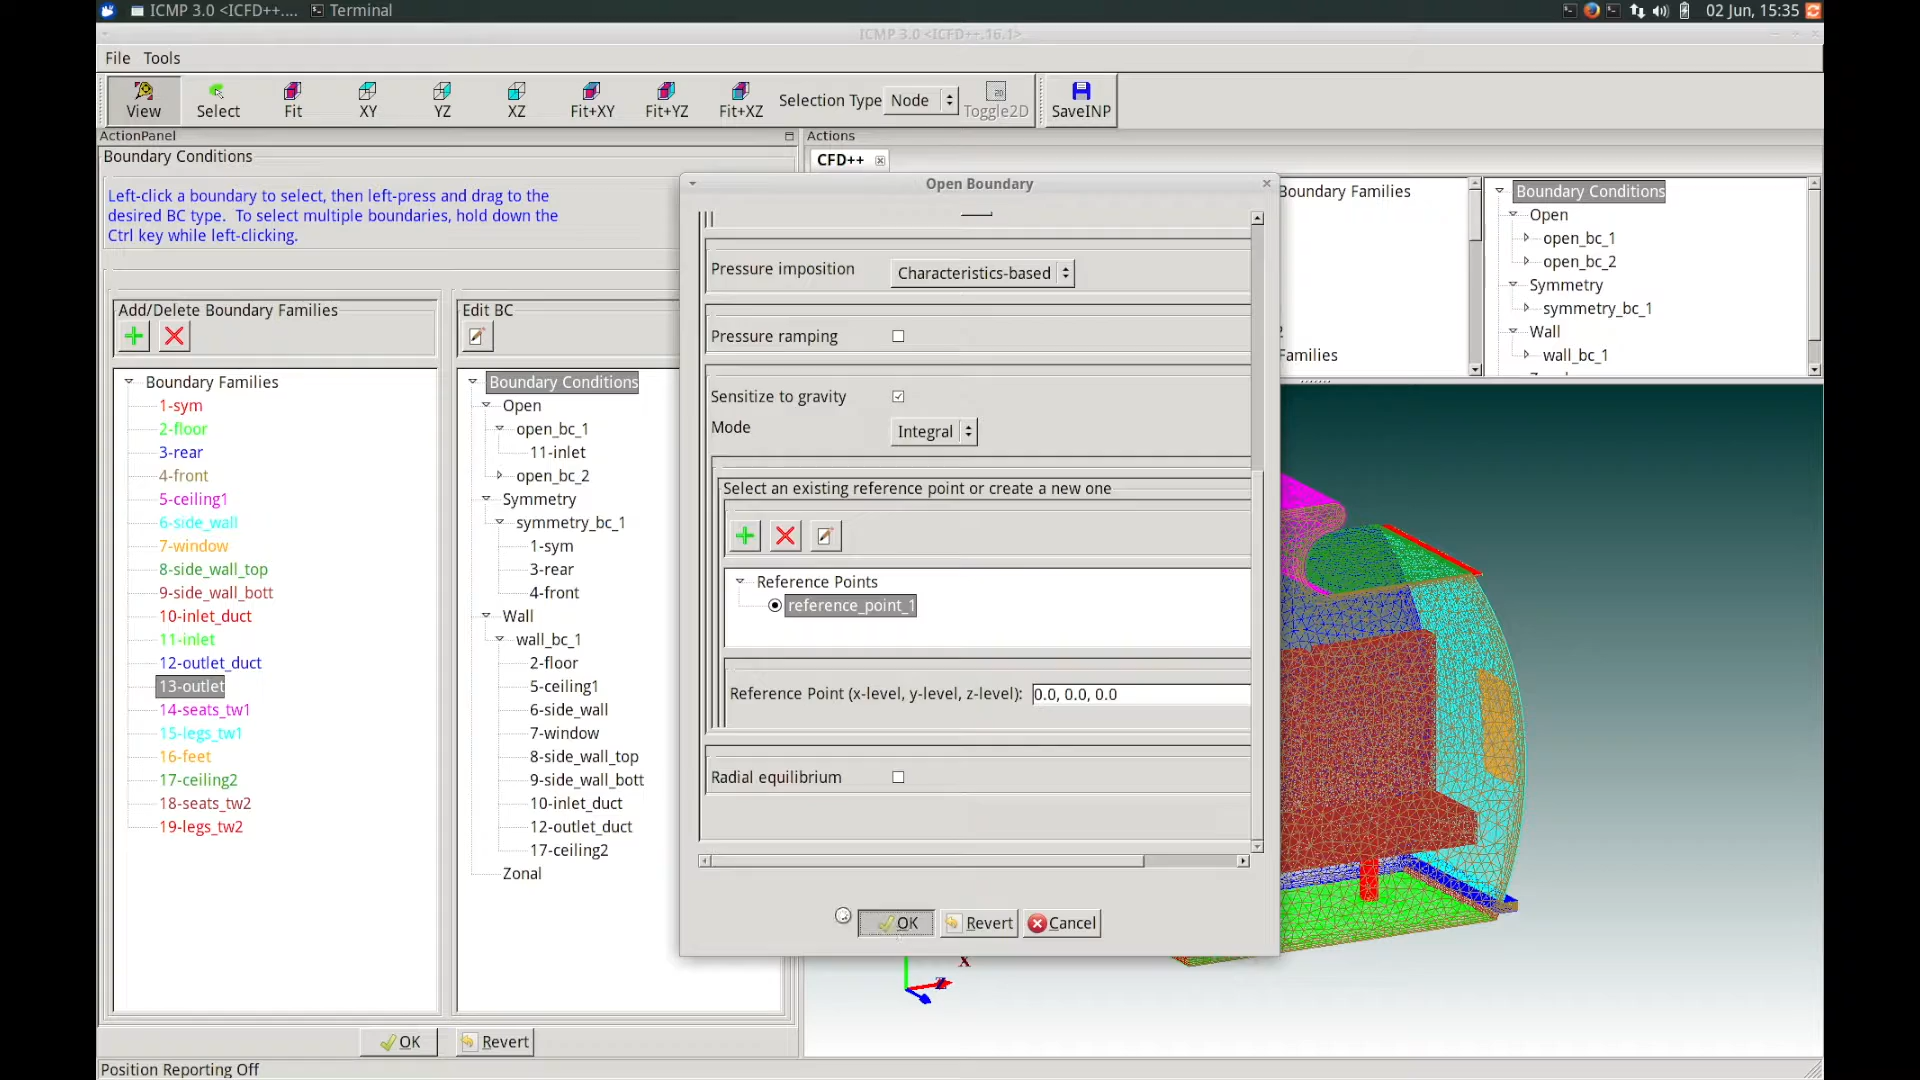 ICMP 3.0 <ICFD++....
Terminal
02 Jun, 15:35
ICMP 3.0 <ICFD++.16.1>
File Tools
View
Select
Fit
XY
YZ
XZ
Fit+XY
Fit+YZ
Fit+XZ
Selection Type Node
Toggle2D
SaveINP
ActionPanel
Boundary Conditions
Left-click a boundary to select, then left-press and drag to the
desired BC type. To select multiple boundaries, hold down the
Ctrl key while left-clicking.
Add/Delete Boundary Families
Boundary Families
1-sym
2-floor
3-rear
4-front
5-ceiling1
6-side_wall
7-window
8-side_wall_top
9-side_wall_bott
10-inlet_duct
11-inlet
12-outlet_duct
13-outlet
14-seats_tw1
15-legs_tw1
16-feet
17-ceiling2
18-seats_tw2
19-legs_tw2
Edit BC
Boundary Conditions
Open
open_bc_1
11-inlet
open_bc_2
Symmetry
symmetry_bc_1
1-sym
3-rear
4-front
Wall
wall_bc_1
2-floor
5-ceiling1
6-side_wall
7-window
8-side_wall_top
9-side_wall_bott
10-inlet_duct
12-outlet_duct
17-ceiling2
Zonal
OK
Revert
Position Reporting Off
Actions
CFD++
Boundary Families
Families
Boundary Conditions
Open
open_bc_1
open_bc_2
Symmetry
symmetry_bc_1
Wall
wall_bc_1
Open Boundary
Pressure imposition Characteristics-based
Pressure ramping
Sensitize to gravity
Mode Integral
Select an existing reference point or create a new one
Reference Points
reference_point_1
Reference Point (x-level, y-level, z-level): 0.0, 0.0, 0.0
Radial equilibrium
OK
Revert
Cancel
X
Z